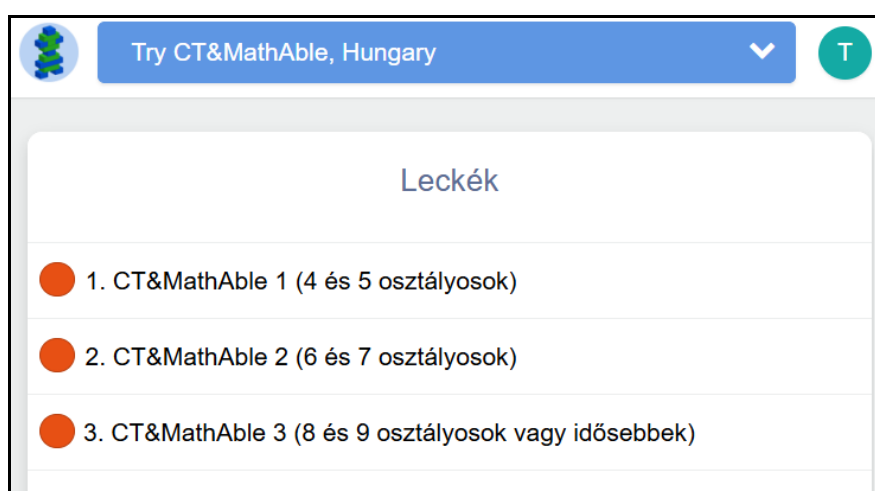 Try CT&MathAble, Hungary
T
Leckék
1. CT&MathAble 1 (4 és 5 osztályosok)
2. CT&MathAble 2 (6 és 7 osztályosok)
3. CT&MathAble 3 (8 és 9 osztályosok vagy idősebbek)